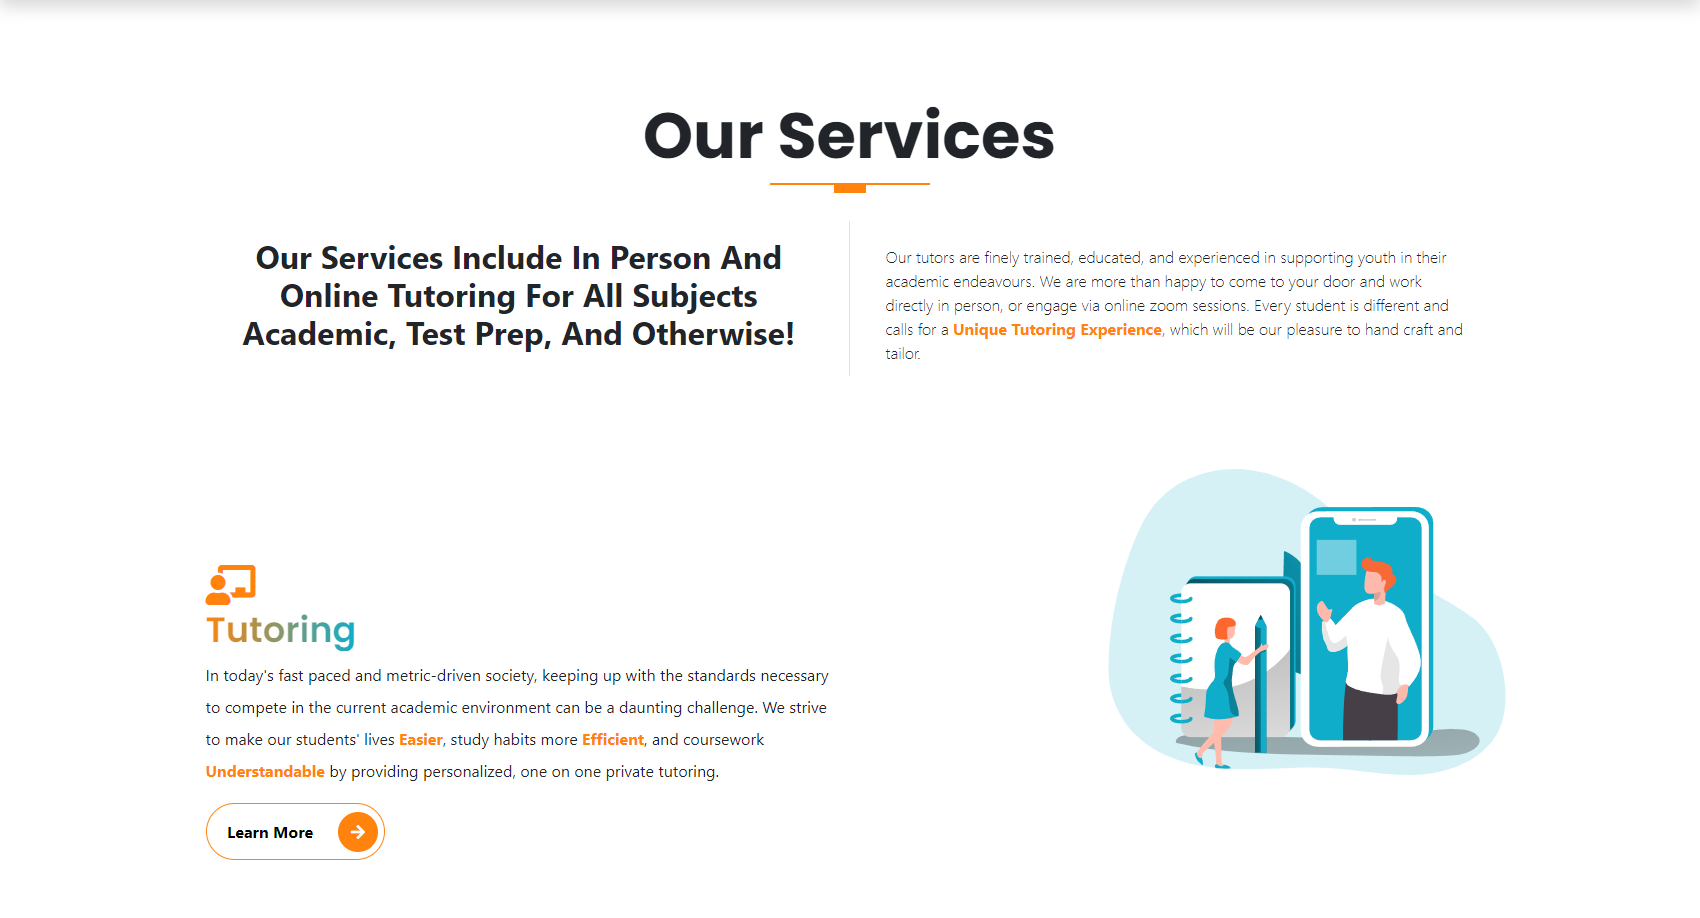 Our Services
Our Services Include In Person And
Online Tutoring For All Subjects
Academic, Test Prep, And Otherwise!
Our tutors are finely trained, educated, and experienced in supporting youth in their
academic endeavours. We are more than happy to come to your door and work
directly in person, or engage via online zoom sessions. Every student is different and
calls for a Unique Tutoring Experience, which will be our pleasure to hand craft and
tailor.
Tutoring
In today's fast paced and metric-driven society, keeping up with the standards necessary
to compete in the current academic environment can be a daunting challenge. We strive
to make our students' lives Easier, study habits more Efficient, and coursework
Understandable by providing personalized, one on one private tutoring.
Learn More